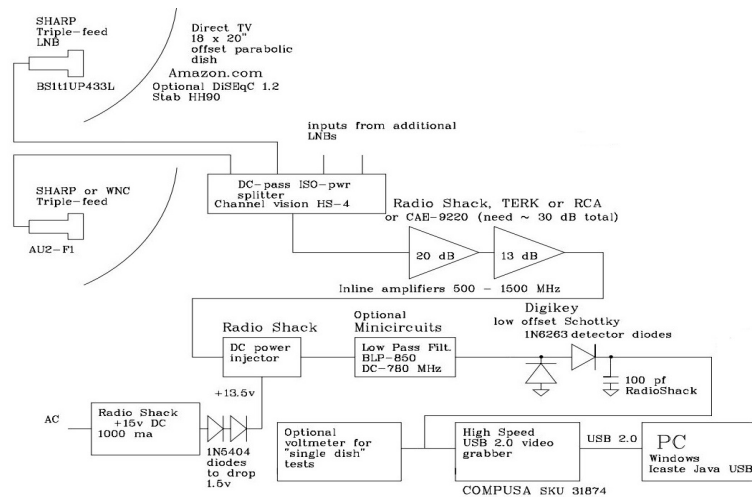 SHARP
Triple-feed
LNB
BS1t1UP433L
Direct TV
18 x 20"
offset parabolic
dish
Amazon.com
Optional DiSEqC 1.2
Stab HH90
inputs from additional
LNBs
SHARP or WNC
Triple-feed
AU2-F1
DC-pass ISO-pwr
splitter
Channel vision HS-4
Radio Shack, TERK or RCA
or CAE-9220 (need ~ 30 dB total)
20 dB
13 dB
Inline amplifiers 500 - 1500 MHz
Radio Shack
DC power
injector
Optional
Minicircuits
Low Pass Filt.
BLP-850
DC-780 MHz
Digikey
low offset Schottky
1N6263 detector diodes
100 pf
RadioShack
+13.5v
AC
Radio Shack
+15v DC
1000 ma
1N5404
diodes
to drop
1.5v
Optional
voltmeter for
"single dish"
tests
High Speed
USB 2.0 video
grabber
COMPUSA SKU 31874
USB 2.0
PC
Windows
Icaste Java USB